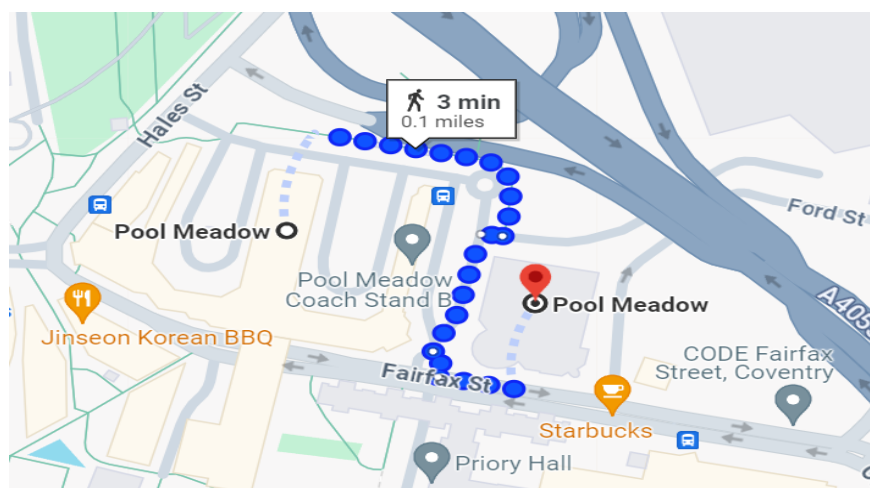 3 min
0.1 miles
Hales St
Ford St
Pool Meadow
Pool Meadow
Coach Stand B
Pool Meadow
Jinseon Korean BBQ
Fairfax St
CODE Fairfax
Street, Coventry
Starbucks
Priory Hall